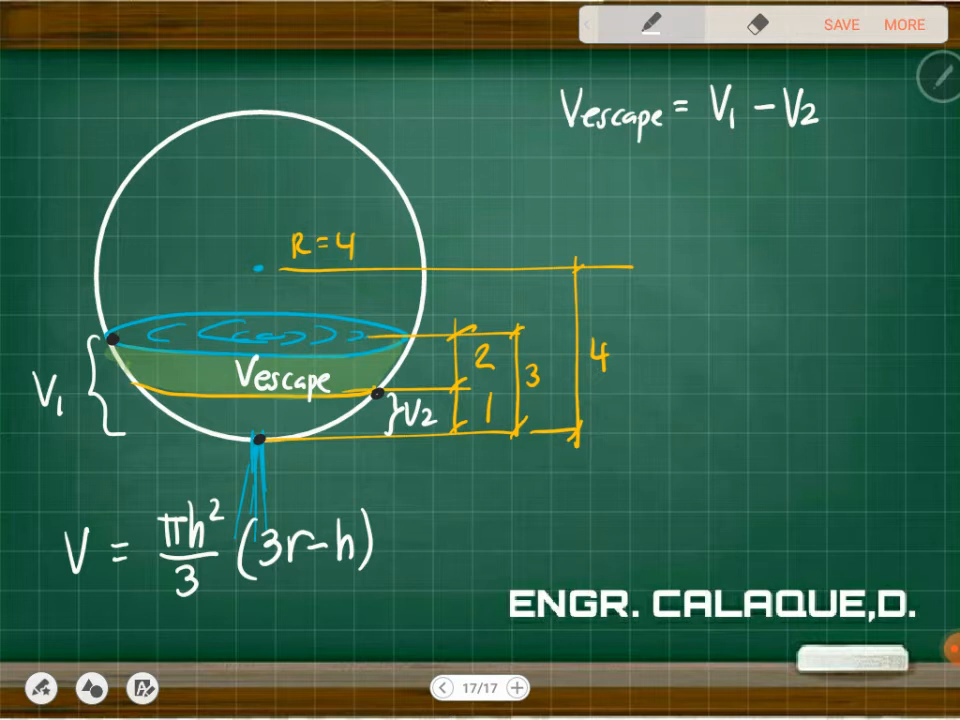 SAVE MORE
Vescape = V1 - V2
R = 4
2
3
4
Vescape
1
V1
V2
V = πh²/3 (3r-h)
ENGR. CALAQUE,D.
17/17